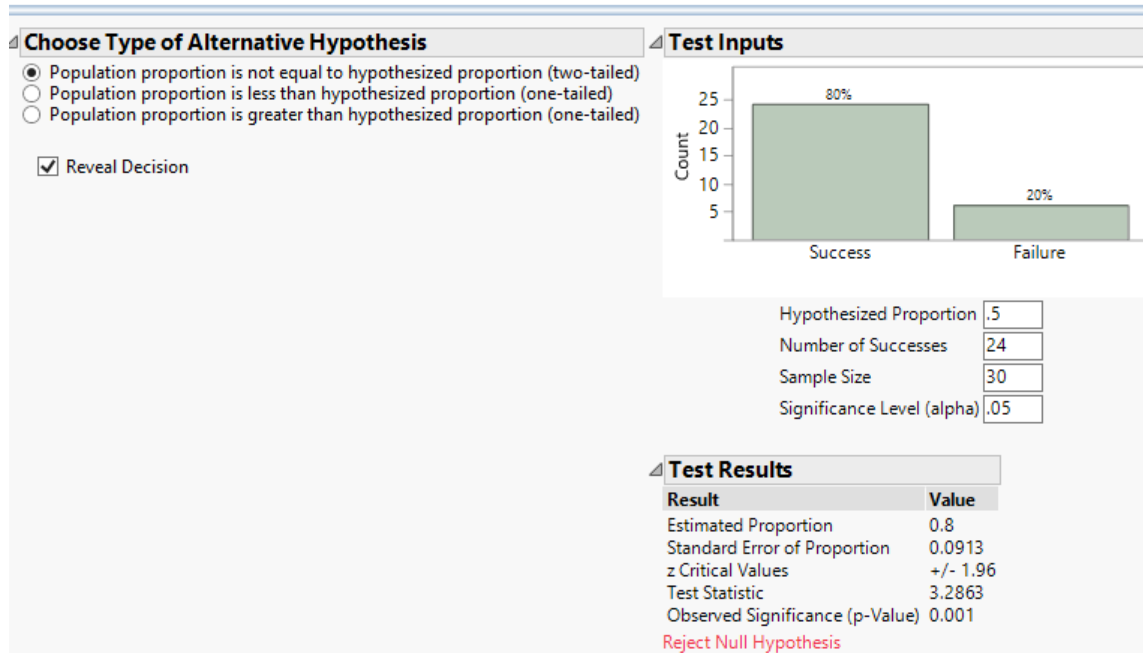 Choose Type of Alternative Hypothesis
Population proportion is not equal to hypothesized proportion (two-tailed)
Population proportion is less than hypothesized proportion (one-tailed)
Population proportion is greater than hypothesized proportion (one-tailed)
Reveal Decision
Test Inputs
Count
25
20
15
10
5
80%
20%
Success Failure
Hypothesized Proportion .5
Number of Successes 24
Sample Size 30
Significance Level (alpha) .05
Test Results
Result Value
Estimated Proportion 0.8
Standard Error of Proportion 0.0913
z Critical Values +/- 1.96
Test Statistic 3.2863
Observed Significance (p-Value) 0.001
Reject Null Hypothesis